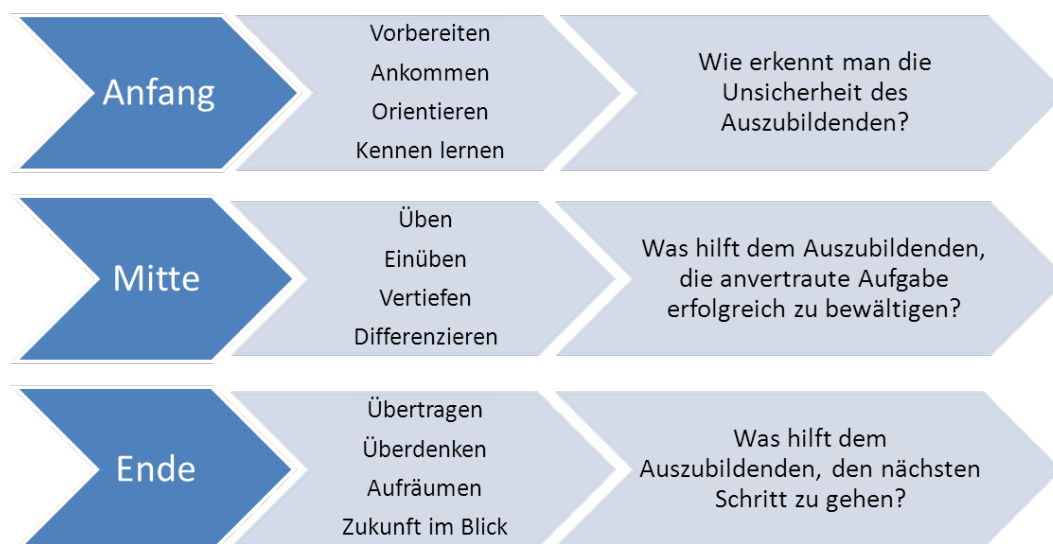 Anfang
Vorbereiten
Ankommen
Orientieren
Kennen lernen
Wie erkennt man die
Unsicherheit des
Auszubildenden?
Mitte
Üben
Einüben
Vertiefen
Differenzieren
Was hilft dem Auszubildenden,
die anvertraute Aufgabe
erfolgreich zu bewältigen?
Ende
Übertragen
Überdenken
Aufräumen
Zukunft im Blick
Was hilft dem
Auszubildenden, den nächsten
Schritt zu gehen?